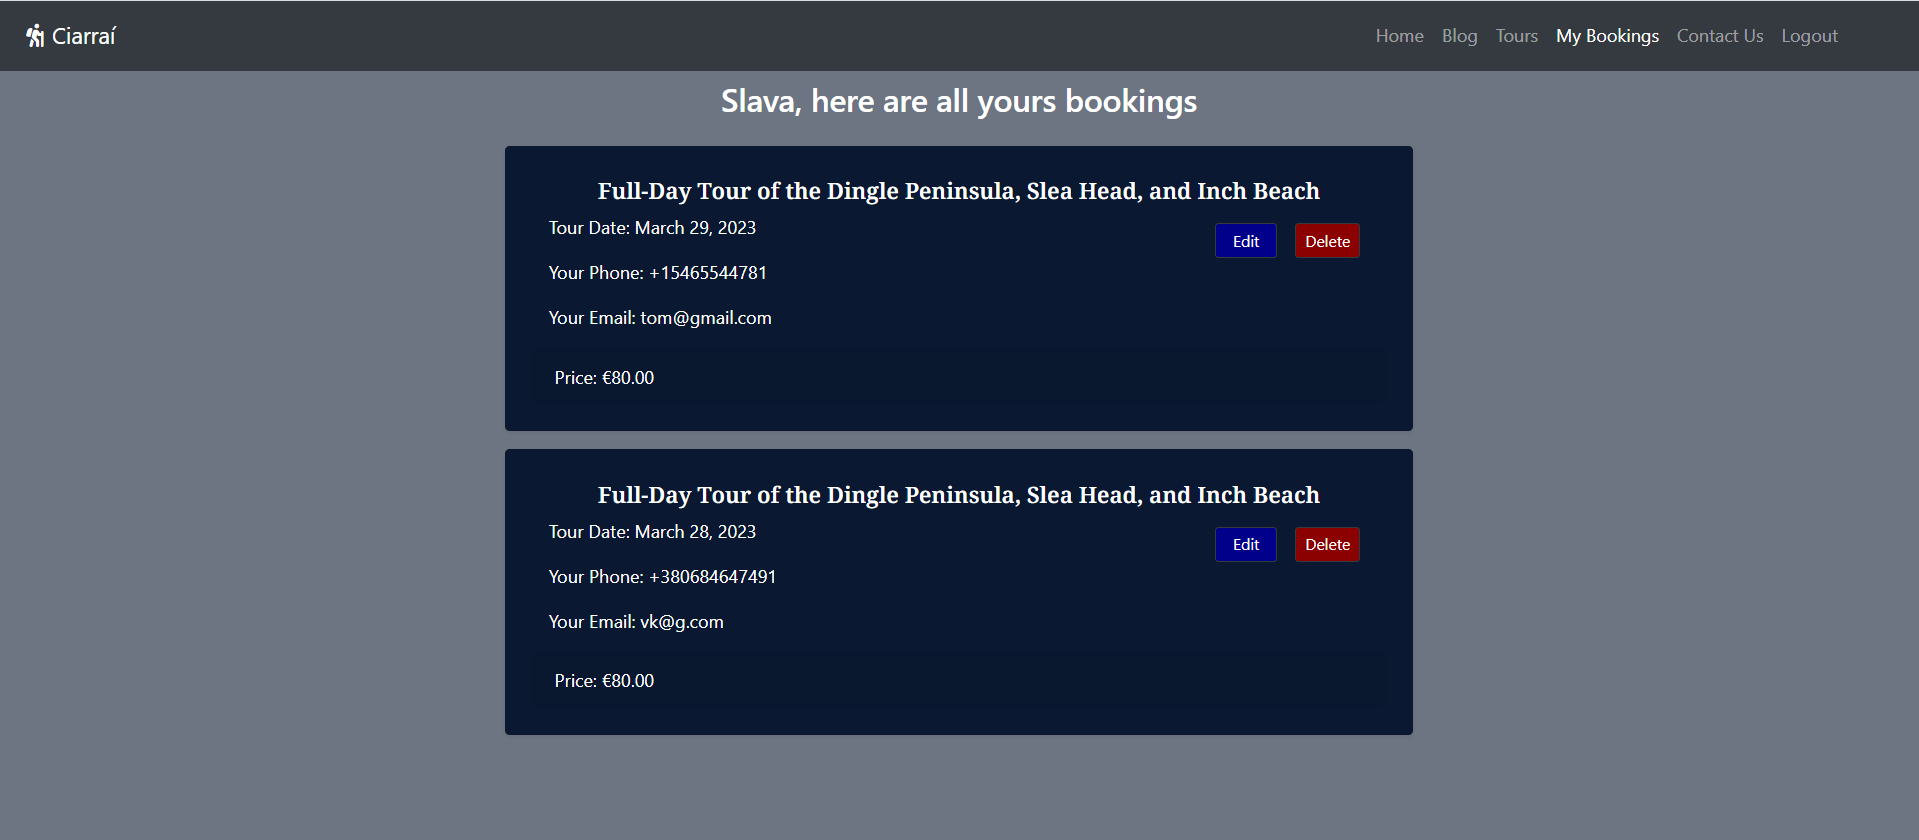 Ciarraí
Home Blog Tours My Bookings Contact Us Logout
Slava, here are all yours bookings
Full-Day Tour of the Dingle Peninsula, Slea Head, and Inch Beach
Tour Date: March 29, 2023
Edit Delete
Your Phone: +15465544781
Your Email: tom@gmail.com
Price: €80.00
Full-Day Tour of the Dingle Peninsula, Slea Head, and Inch Beach
Tour Date: March 28, 2023
Edit Delete
Your Phone: +380684647491
Your Email: vk@g.com
Price: €80.00